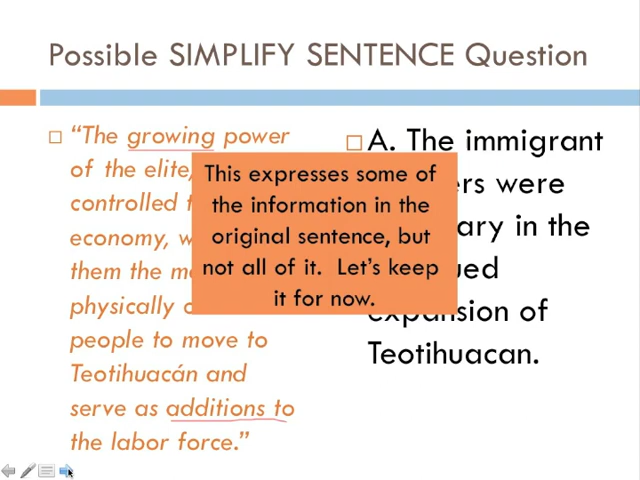 Possible SIMPLIFY SENTENCE Question
“The growing power
of the elite,
controlled t
economy, w
them the m
physically
people to move to
Teotihuacán and
serve as additions to
the labor force.”
This expresses some of
the information in the
original sentence, but
not all of it. Let’s keep
it for now.
A. The immigrant
ers were
ary in the
ued
expansion of
Teotihuacan.